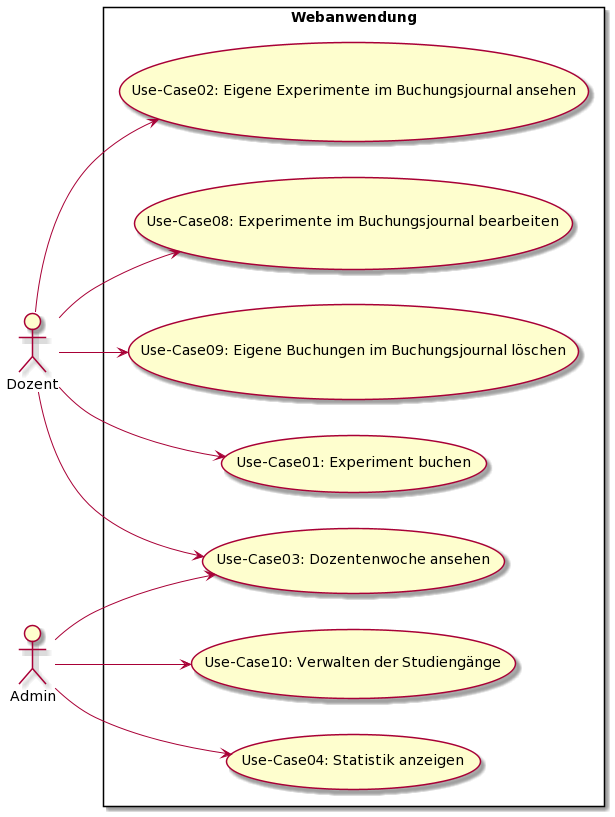 Webanwendung
Use-Case02: Eigene Experimente im Buchungsjournal ansehen
Use-Case08: Experimente im Buchungsjournal bearbeiten
Use-Case09: Eigene Buchungen im Buchungsjournal löschen
Dozent
Use-Case01: Experiment buchen
Use-Case03: Dozentenwoche ansehen
Use-Case10: Verwalten der Studiengänge
Admin
Use-Case04: Statistik anzeigen